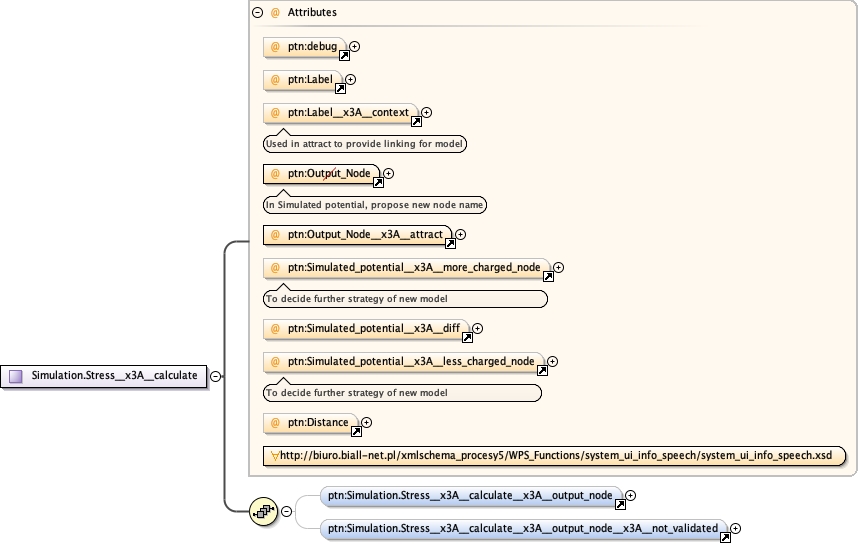 Attributes
@ ptn:debug
@ ptn:Label
@ ptn:Label__x3A__context
Used in attract to provide linking for model
@ ptn:Output_Node
In Simulated potential, propose new node name
@ ptn:Output_Node__x3A__attract
@ ptn:Simulated_potential__x3A__more_charged_node
To decide further strategy of new model
@ ptn:Simulated_potential__x3A__diff
@ ptn:Simulated_potential__x3A__less_charged_node
To decide further strategy of new model
Simulation.Stress__x3A__calculate
@ ptn:Distance
http://biuro.biall-net.pl/xmlschema_procesy5/WPS_Functions/system_ui_info_speech/system_ui_info_speech.xsd
ptn:Simulation.Stress__x3A__calculate__x3A__output_node
ptn:Simulation.Stress__x3A__calculate__x3A__output_node__x3A__not_validated